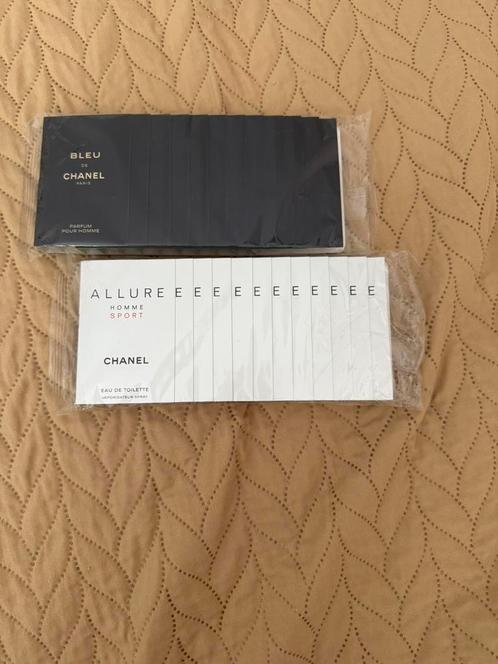 BLEU
DE
CHANEL
PARIS
PARFUM
POUR HOMME
ALLURE E E E E E E E E E E E
HOMME
SPORT
CHANEL
EAU DE TOILETTE
VAPORISATEUR SPRAY